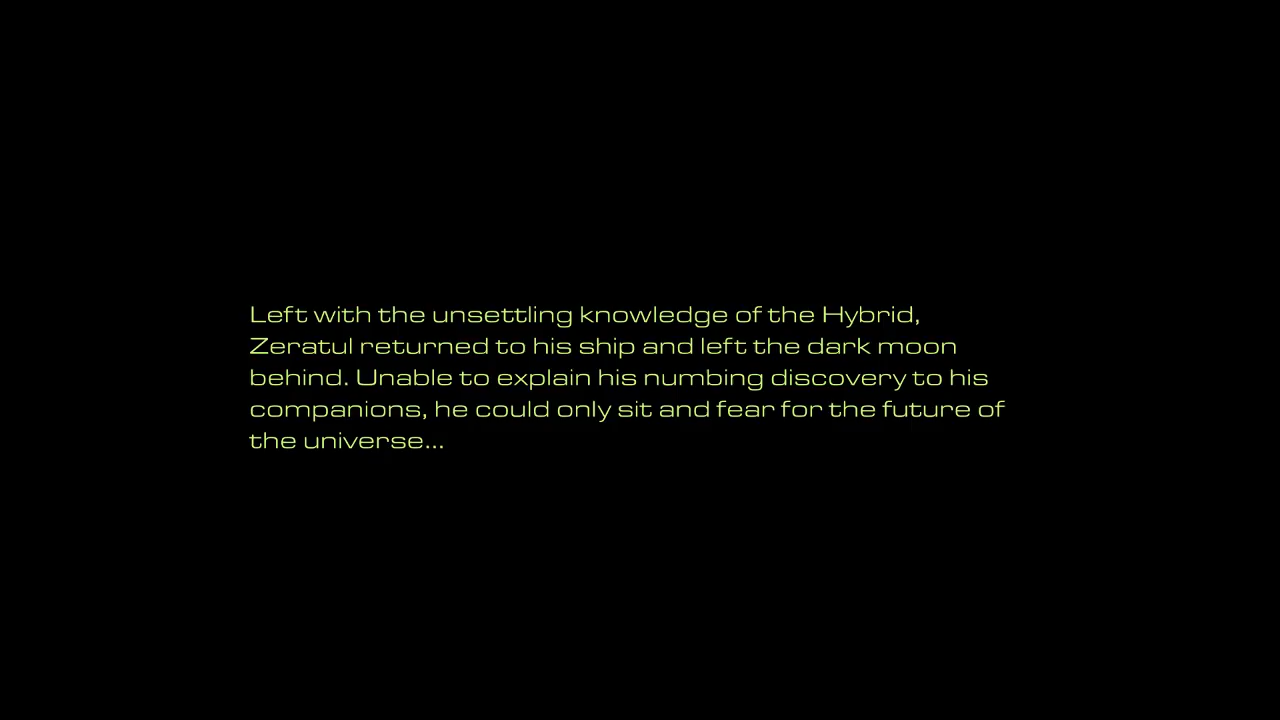 Left with the unsettling knowledge of the Hybrid,
Zeratul returned to his ship and left the dark moon
behind. Unable to explain his numbing discovery to his
companions, he could only sit and fear for the future of
the universe...